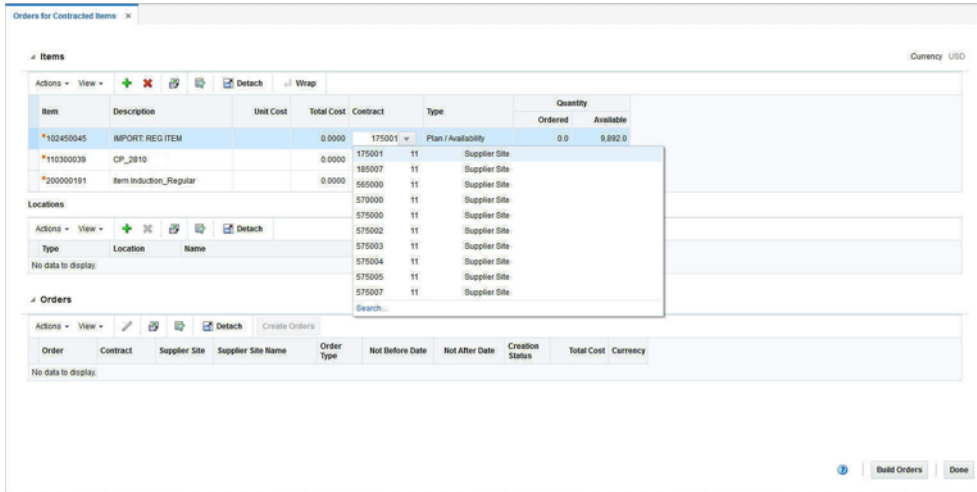 Orders for Contracted Items ×
Items
Currency USD
Actions View Detach Wrap
Item Description Unit Cost Total Cost Contract Type Quantity
Ordered Available
*102450045 IMPORT: REG ITEM 0.0000 175001 Plan / Availability 0.0 9,892.0
*110300039 CP_2810 0.0000
*200000191 Item Induction_Regular 0.0000
175001 11 Supplier Site
185007 11 Supplier Site
565000 11 Supplier Site
570000 11 Supplier Site
575000 11 Supplier Site
575002 11 Supplier Site
575003 11 Supplier Site
575004 11 Supplier Site
575005 11 Supplier Site
575007 11 Supplier Site
Search...
Locations
Actions View Detach
Type Location Name
No data to display.
Orders
Actions View Detach Create Orders
Order Contract Supplier Site Supplier Site Name Order Type Not Before Date Not After Date Creation Status Total Cost Currency
No data to display.
? Build Orders Done